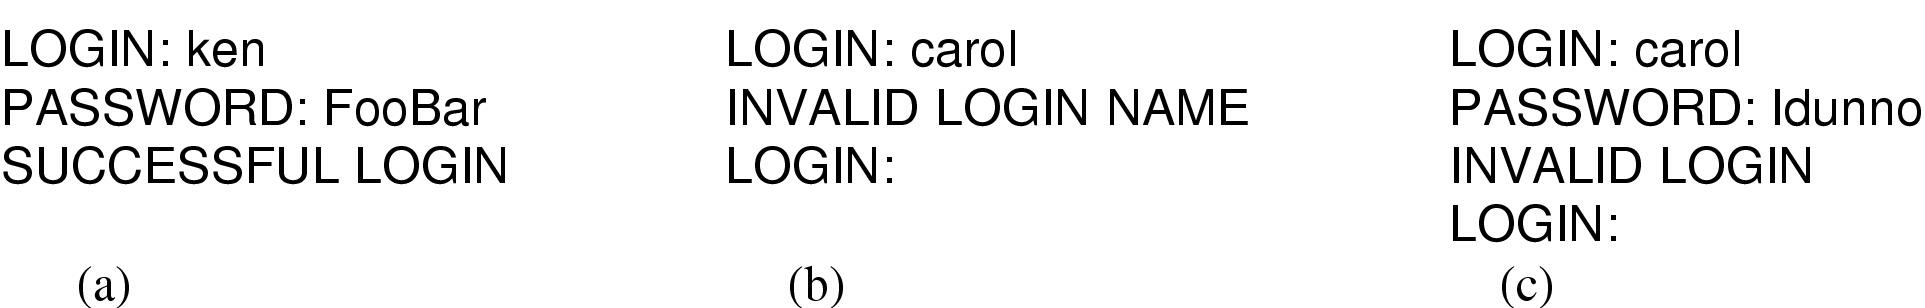 LOGIN: ken
PASSWORD: FooBar
SUCCESSFUL LOGIN
(a)
LOGIN: carol
INVALID LOGIN NAME
LOGIN:
(b)
LOGIN: carol
PASSWORD: Idunno
INVALID LOGIN
LOGIN:
(c)